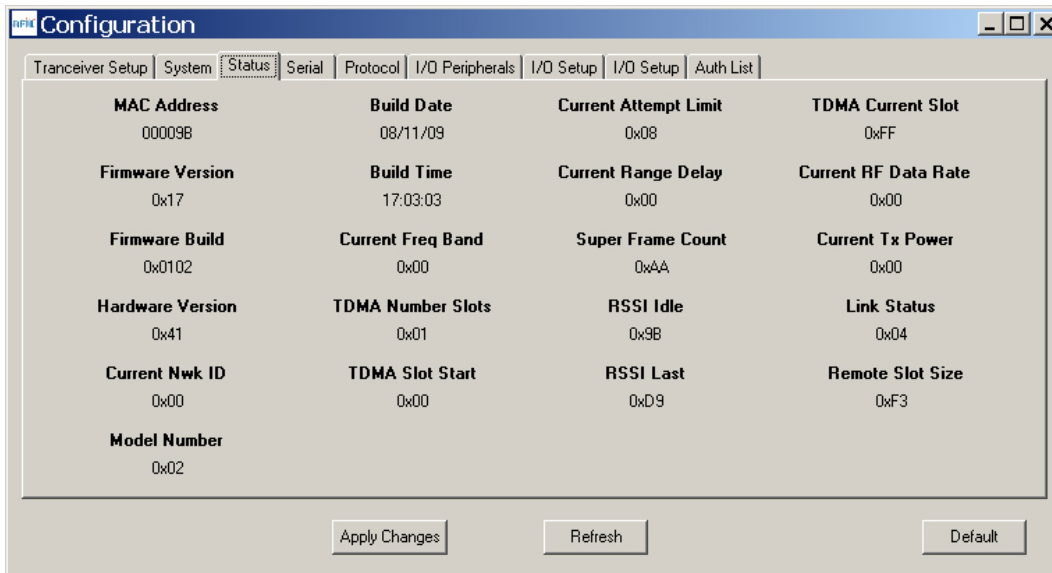 Configuration
Tranceiver Setup System Status Serial Protocol I/O Peripherals I/O Setup I/O Setup Auth List
MAC Address Build Date Current Attempt Limit TDMA Current Slot
00009B 08/11/09 0x08 0xFF
Firmware Version Build Time Current Range Delay Current RF Data Rate
0x17 17:03:03 0x00 0x00
Firmware Build Current Freq Band Super Frame Count Current Tx Power
0x0102 0x00 0xAA 0x00
Hardware Version TDMA Number Slots RSSI Idle Link Status
0x41 0x01 0x9B 0x04
Current Nwk ID TDMA Slot Start RSSI Last Remote Slot Size
0x00 0x00 0xD9 0xF3
Model Number
0x02
Apply Changes Refresh Default